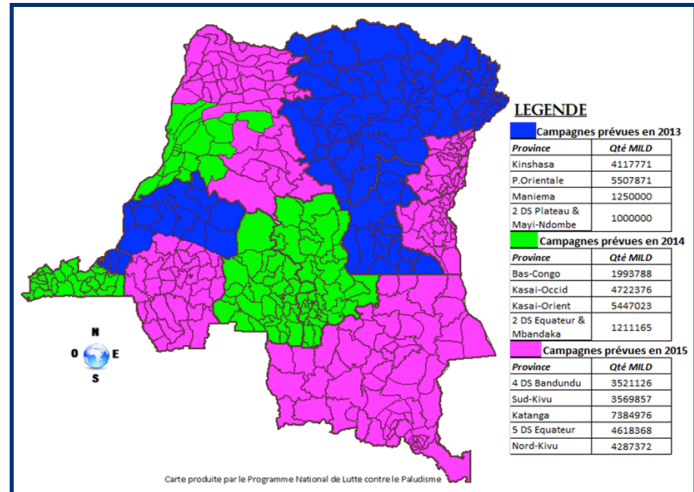 LEGENDE
Campagnes prévues en 2013
Province Qté MILD
Kinshasa 4117771
P.Orientale 5507871
Maniema 1250000
2 DS Plateau &
Mayi-Ndombe 1000000
Campagnes prévues en 2014
Province Qté MILD
Bas-Congo 1993788
Kasai-Occid 4722376
Kasai-Orient 5447023
2 DS Equateur &
Mbandaka 1211165
Campagnes prévues en 2015
Province Qté MILD
4 DS Bandundu 3521126
Sud-Kivu 3569857
Katanga 7384976
5 DS Equateur 4618368
Nord-Kivu 4287372
N
O E
S
Carte produite par le Programme National de Lutte contre le Paludisme